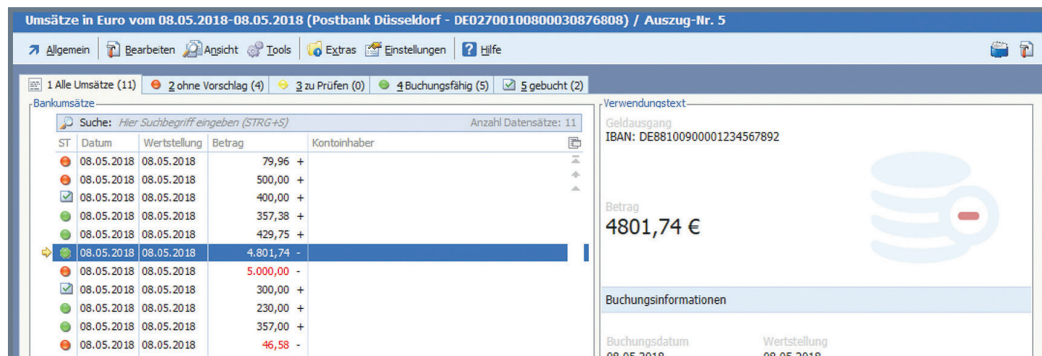 Umsätze in Euro vom 08.05.2018-08.05.2018 (Postbank Düsseldorf - DE02700100800030876808) / Auszug-Nr. 5
Allgemein Bearbeiten Ansicht Tools Extras Einstellungen Hilfe
1 Alle Umsätze (11) 2 ohne Vorschlag (4) 3 zu Prüfen (0) 4 Buchungsfähig (5) 5 gebucht (2)
Bankumsätze
Suche: Hier Suchbegriff eingeben (STRG+S) Anzahl Datensätze: 11
ST Datum Wertstellung Betrag Kontoinhaber
08.05.2018 08.05.2018 79,96 +
08.05.2018 08.05.2018 500,00 +
08.05.2018 08.05.2018 400,00 +
08.05.2018 08.05.2018 357,38 +
08.05.2018 08.05.2018 429,75 +
08.05.2018 08.05.2018 4.801,74 -
08.05.2018 08.05.2018 5.000,00 -
08.05.2018 08.05.2018 300,00 +
08.05.2018 08.05.2018 230,00 +
08.05.2018 08.05.2018 357,00 +
08.05.2018 08.05.2018 46,58 -
Verwendungstext
Geldausgang
IBAN: DE88100900001234567892
Betrag
4801,74 €
Buchungsinformationen
Buchungsdatum Wertstellung
08.05.2018 08.05.2018